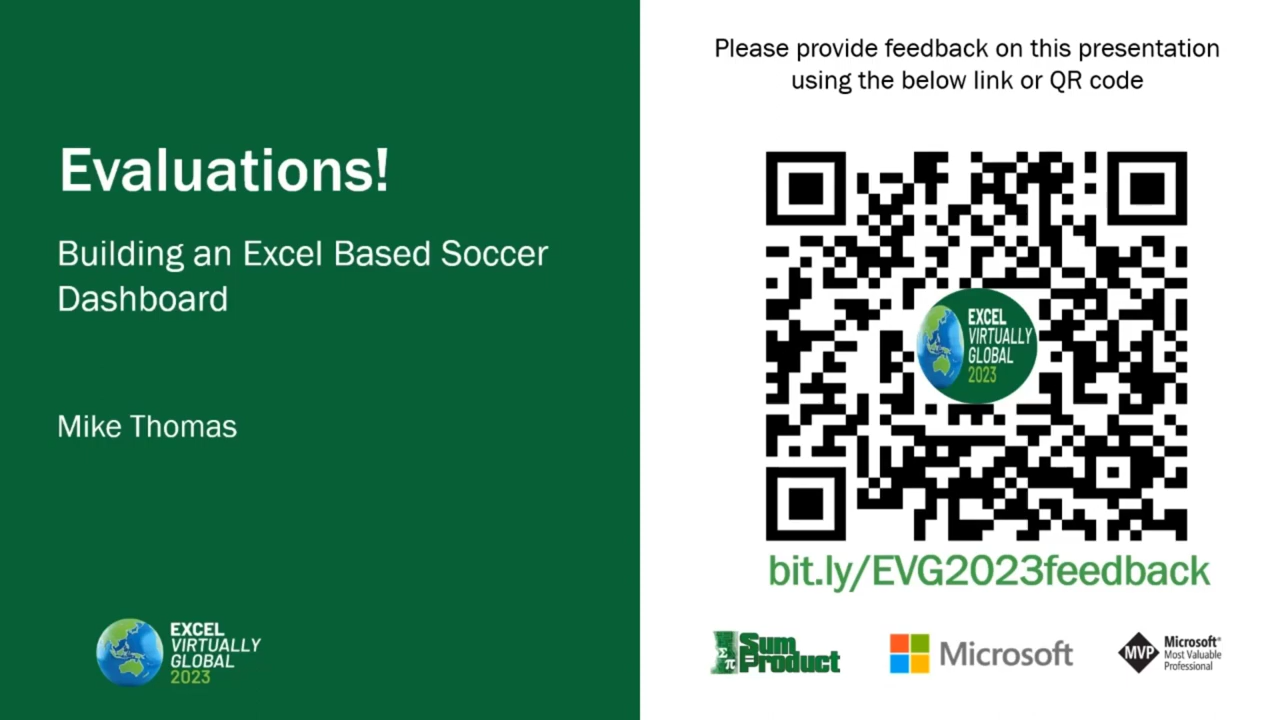 Evaluations!
Building an Excel Based Soccer
Dashboard
Mike Thomas
EXCEL
VIRTUALLY
GLOBAL
2023
Please provide feedback on this presentation
using the below link or QR code
EXCEL
VIRTUALLY
GLOBAL
2023
bit.ly/EVG2023feedback
Σ
π
Sum
Product
Microsoft
MVP
Microsoft®
Most Valuable
Professional